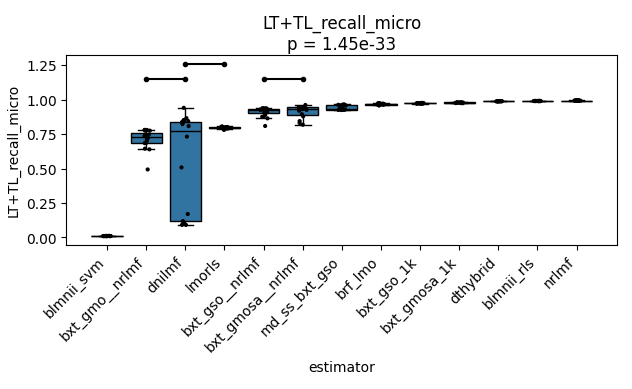 LT+TL_recall_micro
p = 1.45e-33
LT+TL_recall_micro
1.25
1.00
0.75
0.50
0.25
0.00
blmnii_svm
bxt_gmo__nrlmf
dnilmf
lmorls
bxt_gso__nrlmf
bxt_gmosa__nrlmf
md_ss_bxt_gso
brf_lmo
bxt_gso_1k
bxt_gmosa_1k
dthybrid
blmnii_rls
nrlmf
estimator